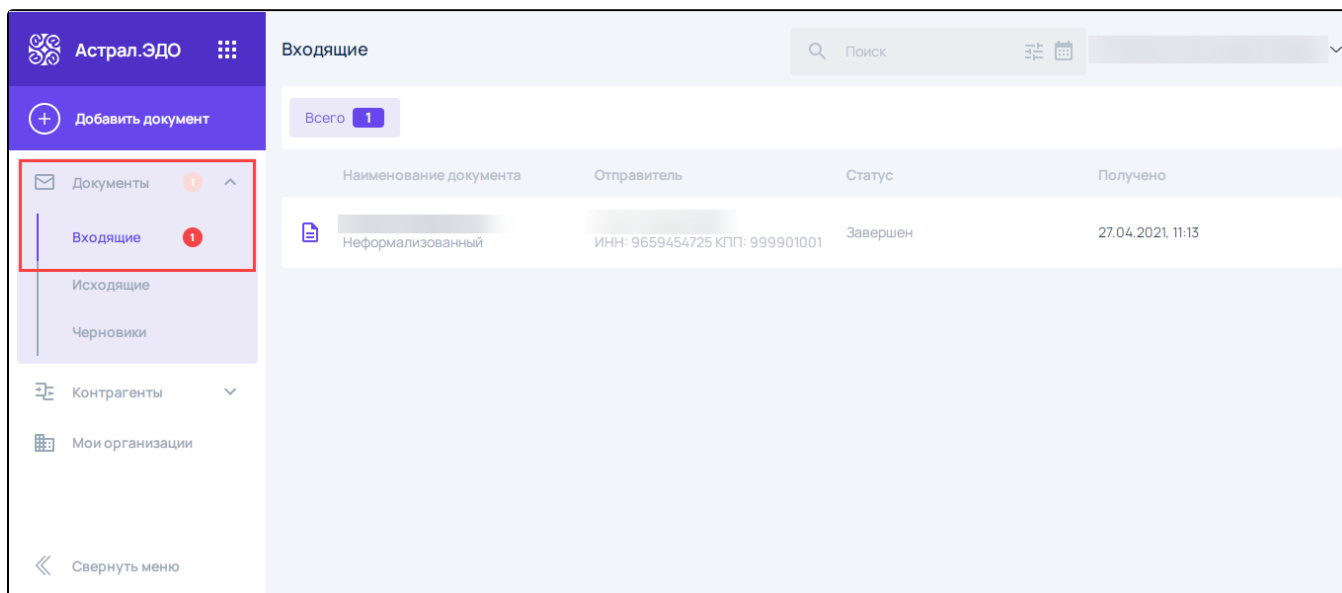 Астрал.ЭДО
Входящие
Поиск
Добавить документ
Всего 1
Документы 1
Наименование документа Отправитель Статус Получено
Входящие 1
Неформализованный ИНН: 9659454725 КПП: 999901001 Завершен 27.04.2021, 11:13
Исходящие
Черновики
Контрагенты
Мои организации
Свернуть меню